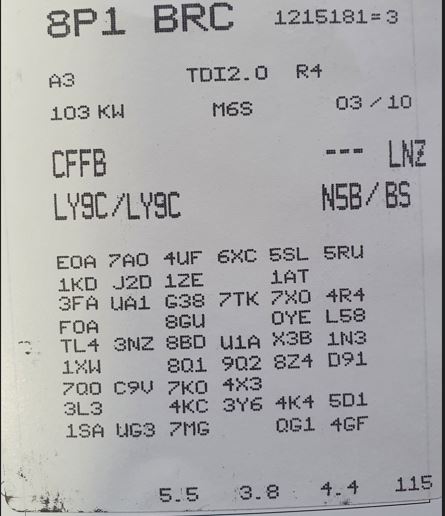 8P1 BRC 1215181=3
A3 TDI2.0 R4
103 KW M6S 03/10
CFFB --- LNZ
LY9C/LY9C N5B/BS
E0A 7A0 4UF 6XC 5SL 5RU
1KD J2D 1ZE 1AT
3FA UA1 G38 7TK 7X0 4R4
F0A 8GU 0YE L58
TL4 3NZ 8BD U1A X3B 1N3
1XW 8Q1 9Q2 8Z4 D91
7Q0 C9V 7K0 4X3
3L3 4KC 3Y6 4K4 5D1
1SA UG3 7MG QG1 4GF
5.5 3.8 4.4 115